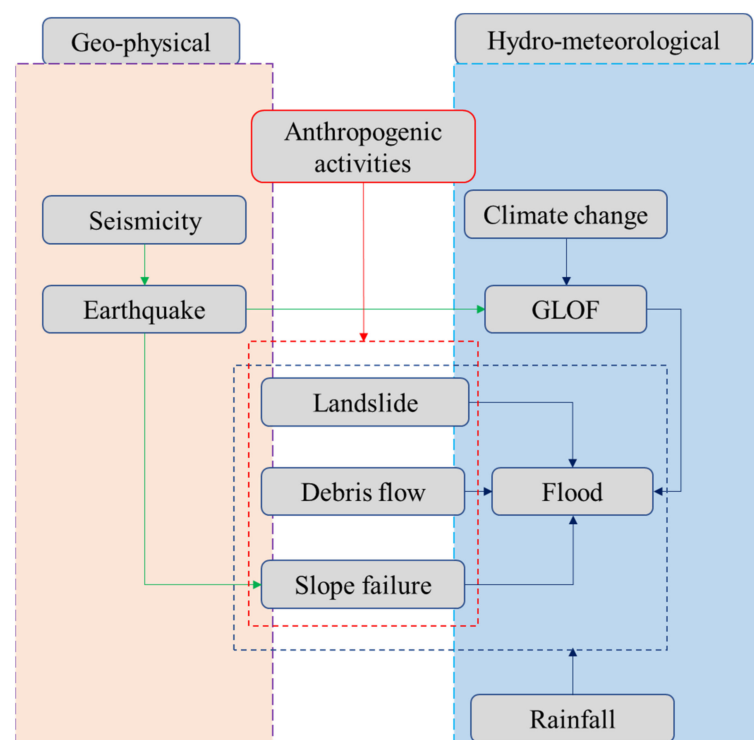 Geo-physical
Hydro-meteorological
Anthropogenic
activities
Seismicity
Climate change
Earthquake
GLOF
Landslide
Debris flow
Flood
Slope failure
Rainfall